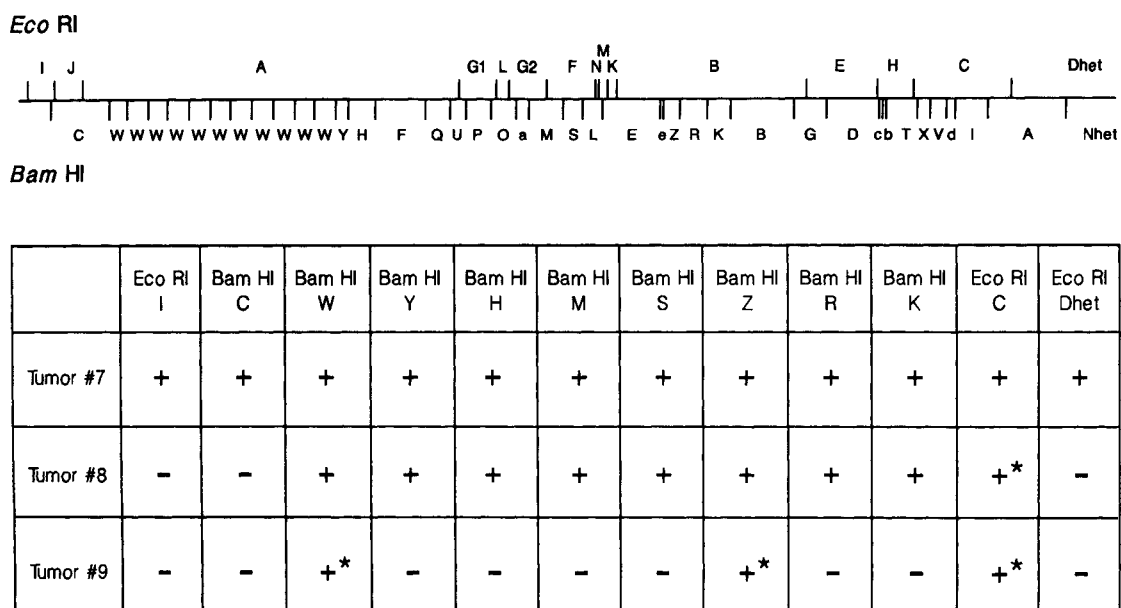 Eco RI
M
I J A G1 L G2 F N K B E H C Dhet
C W W W W W W W W W W W Y H F Q U P O a M S L E e Z R K B G D c b T X V d I A Nhet
Bam HI
Eco RI Bam HI Bam HI Bam HI Bam HI Bam HI Bam HI Bam HI Bam HI Bam HI Eco RI Eco RI
I C W Y H M S Z R K C Dhet
Tumor #7 + + + + + + + + + + + +
Tumor #8 - - + + + + + + + + +* -
Tumor #9 - - +* - - - - +* - - +* -